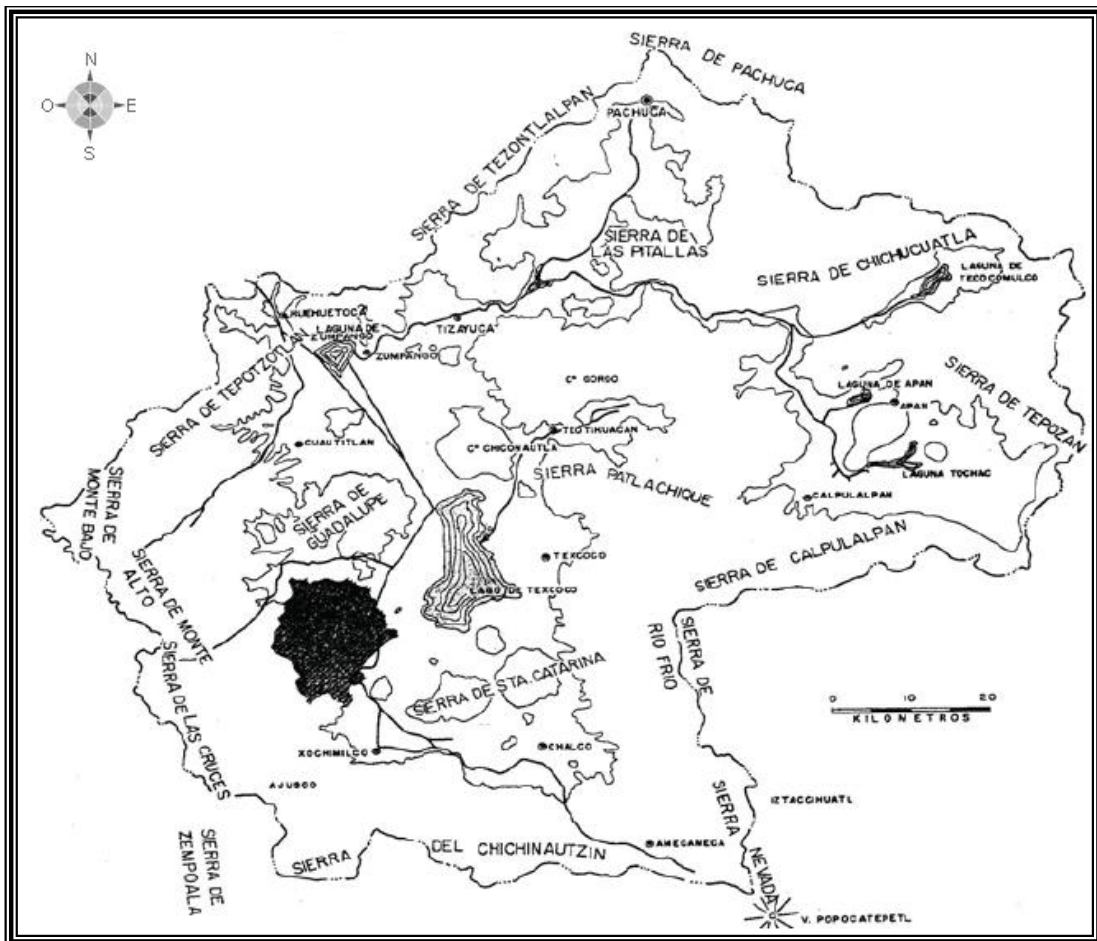 N
O
E
S
SIERRA DE PACHUCA
PACHUCA
SIERRA DE TEZONTLALPAN
SIERRA DE
LAS PITALLAS
SIERRA DE CHICHUCUATLA
LAGUNA DE
TECOCOMULCO
HUEHUETOCA
LAGUNA DE
ZUMPANGO
TIZAYUCA
ZUMPANGO
SIERRA DE TEPOTZOTLAN
Cº GORDO
LAGUNA DE APAN
APAN
SIERRA DE TEPOZAN
CUAUTITLAN
TEOTIHUACAN
Cº CHICONAUTLA
SIERRA PATLACHIQUE
LAGUNA TOCHAC
CALPULALPAN
SIERRA DE
MONTE BAJO
SIERRA DE
GUADALUPE
TEXCOCO
SIERRA DE CALPULALPAN
LAGO DE TEXCOCO
SIERRA DE MONTE
ALTO
SIERRA DE
RIO FRIO
SIERRA DE LAS CRUCES
SIERRA DE STA. CATARINA
0 10 20
KILONETROS
XOCHIMILCO
CHALCO
AJUSCO
IZTACCIHUATL
SIERRA NEVADA
SIERRA DE
ZEMPOALA
AMECAMECA
SIERRA DEL CHICHINAUTZIN
V. POPOCATEPETL